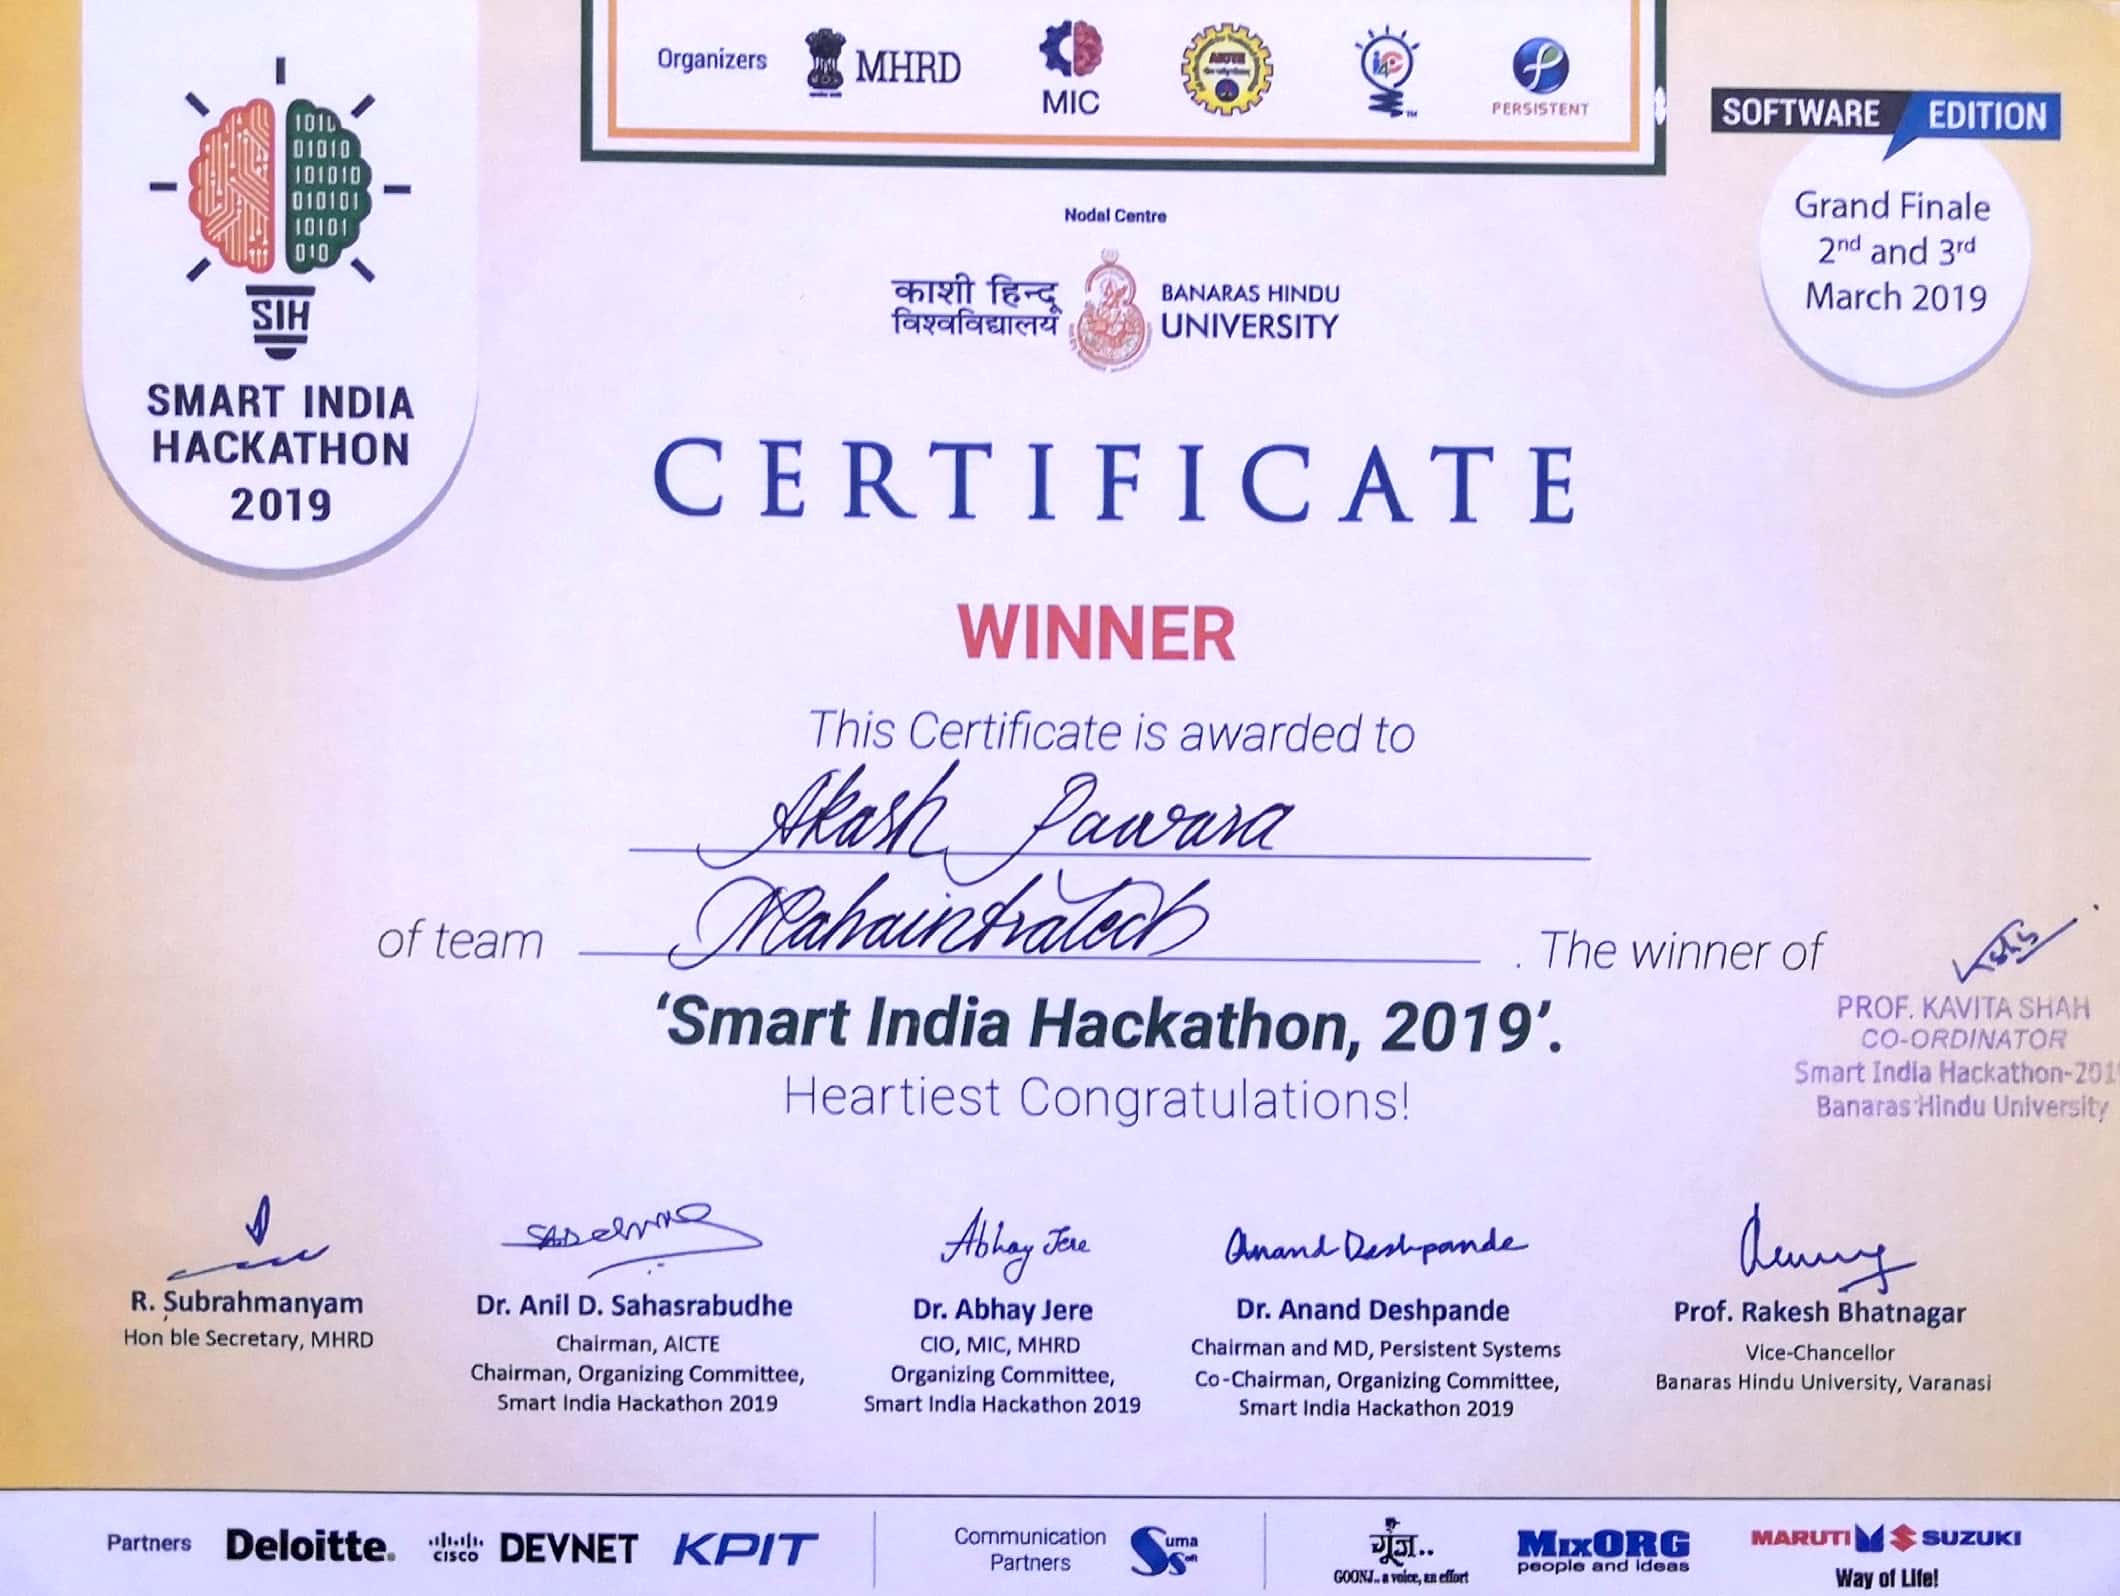 Organizers
MHRD
MIC
AICTE
i4C
TM
PERSISTENT
SOFTWARE EDITION
Grand Finale
2nd and 3rd
March 2019
101010
01010
101010
010101
10101
010
SIH
SMART INDIA
HACKATHON
2019
Nodal Centre
काशी हिन्दू
विश्वविद्यालय
BANARAS HINDU
UNIVERSITY
CERTIFICATE
WINNER
This Certificate is awarded to
Akash Pawara
of team Mahaintratech . The winner of
'Smart India Hackathon, 2019'.
Heartiest Congratulations!
PROF. KAVITA SHAH
CO-ORDINATOR
Smart India Hackathon-201
Banaras Hindu University
Abhay Jere
Anand Deshpande
R. Subrahmanyam
Hon ble Secretary, MHRD
Dr. Anil D. Sahasrabudhe
Chairman, AICTE
Chairman, Organizing Committee,
Smart India Hackathon 2019
Dr. Abhay Jere
CIO, MIC, MHRD
Organizing Committee,
Smart India Hackathon 2019
Dr. Anand Deshpande
Chairman and MD, Persistent Systems
Co-Chairman, Organizing Committee,
Smart India Hackathon 2019
Prof. Rakesh Bhatnagar
Vice-Chancellor
Banaras Hindu University, Varanasi
Partners
Deloitte.
CISCO DEVNET
KPIT
Communication
Partners
Suma
Soft
गूंज..
GOONJ.. a voice, an effort
MIXORG
people and ideas
MARUTI SUZUKI
Way of Life!